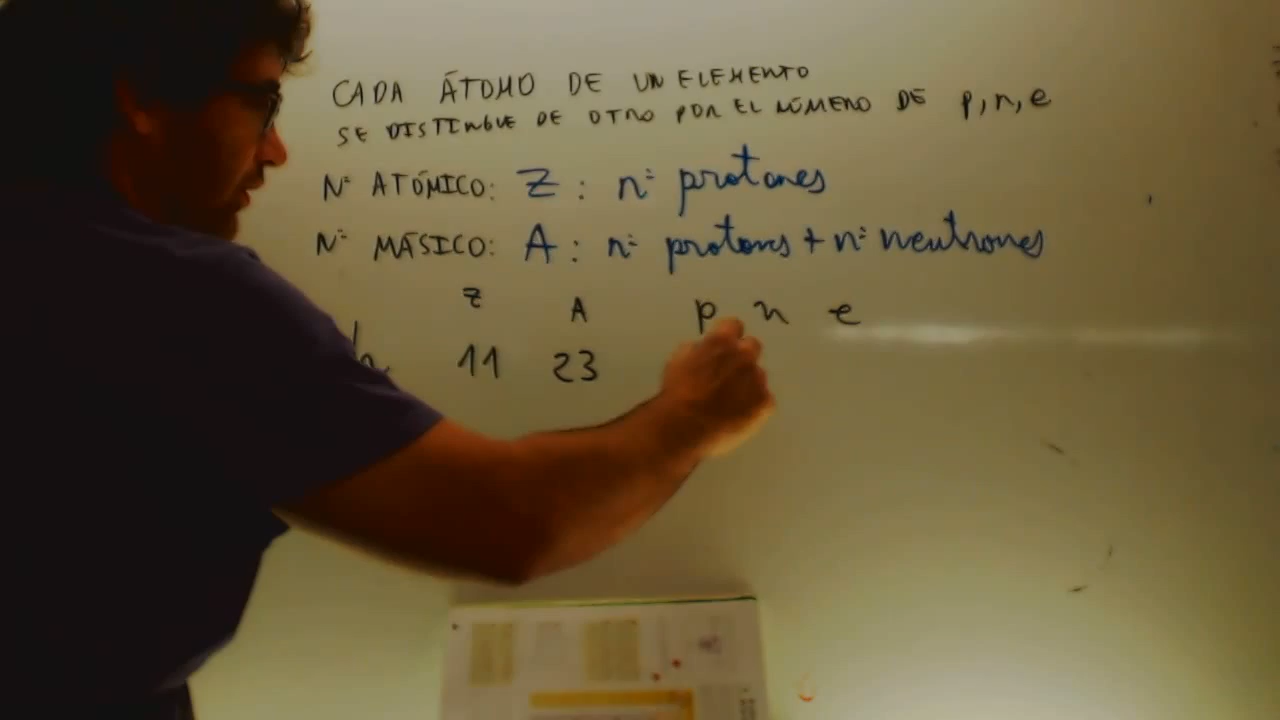 CADA ÁTOMO DE UN ELEMENTO
SE DISTINGUE DE OTRO POR EL NÚMERO DE p, n, e
Nº ATÓMICO: Z : nº protones
Nº MÁSICO: A : nº protons + nº neutrones
Z A p n e
11 23